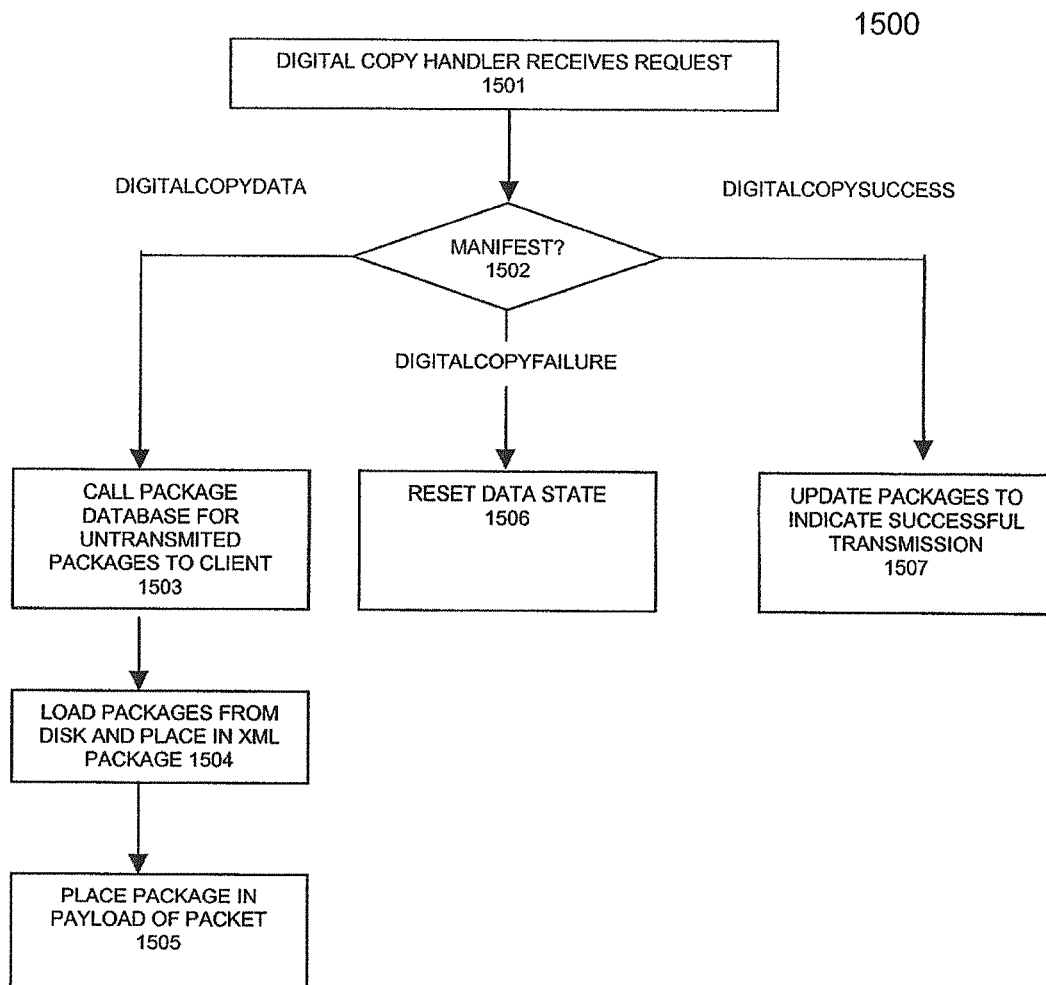 1500
DIGITAL COPY HANDLER RECEIVES REQUEST
1501
DIGITALCOPYDATA
DIGITALCOPYSUCCESS
MANIFEST?
1502
DIGITALCOPYFAILURE
CALL PACKAGE
DATABASE FOR
UNTRANSMITED
PACKAGES TO CLIENT
1503
RESET DATA STATE
1506
UPDATE PACKAGES TO
INDICATE SUCCESSFUL
TRANSMISSION
1507
LOAD PACKAGES FROM
DISK AND PLACE IN XML
PACKAGE 1504
PLACE PACKAGE IN
PAYLOAD OF PACKET
1505